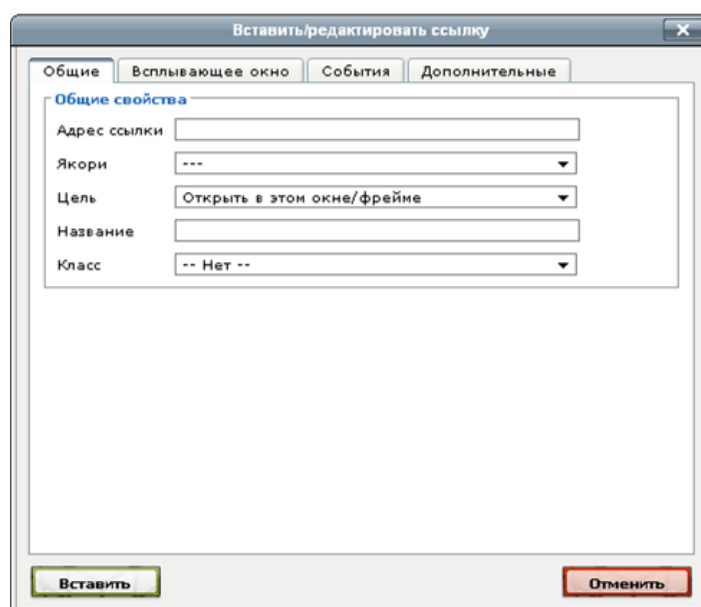 Вставить/редактировать ссылку
Общие Всплывающее окно События Дополнительные
Общие свойства
Адрес ссылки
Якори ---
Цель Открыть в этом окне/фрейме
Название
Класс -- Нет --
Вставить Отменить